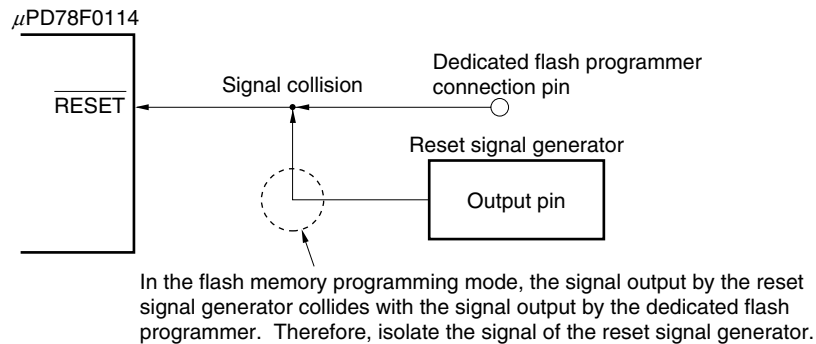 μPD78F0114
Dedicated flash programmer
connection pin
Signal collision
RESET
Reset signal generator
Output pin
In the flash memory programming mode, the signal output by the reset
signal generator collides with the signal output by the dedicated flash
programmer.  Therefore, isolate the signal of the reset signal generator.